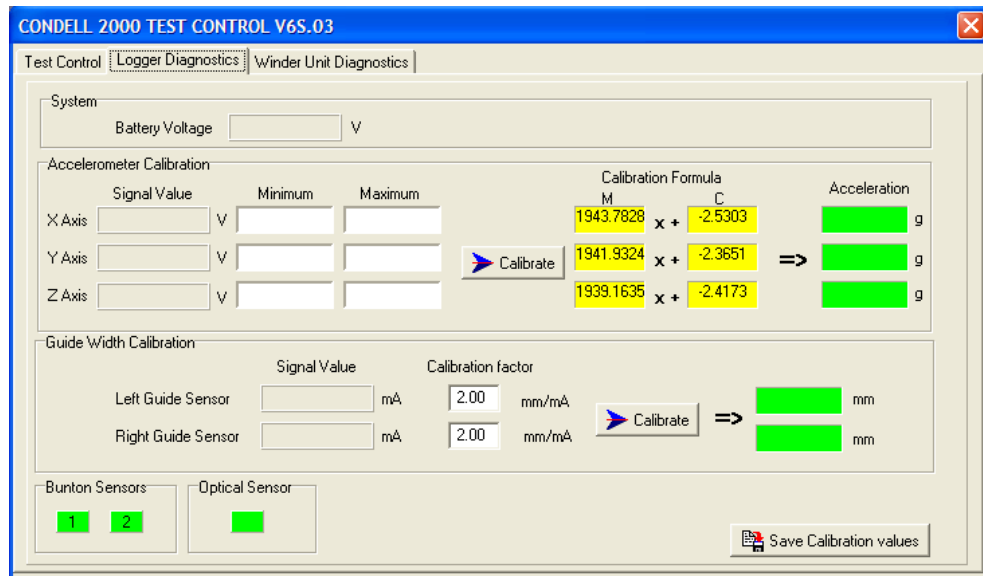 CONDELL 2000 TEST CONTROL V6S.03
Test Control Logger Diagnostics Winder Unit Diagnostics
System
Battery Voltage V
Accelerometer Calibration
Signal Value Minimum Maximum Calibration Formula Acceleration
M C
X Axis V 1943.7828 x + -2.5303 g
Y Axis V Calibrate 1941.9324 x + -2.3651 => g
Z Axis V 1939.1635 x + -2.4173 g
Guide Width Calibration
Signal Value Calibration factor
Left Guide Sensor mA 2.00 mm/mA mm
Calibrate =>
Right Guide Sensor mA 2.00 mm/mA mm
Bunton Sensors Optical Sensor
1 2
Save Calibration values